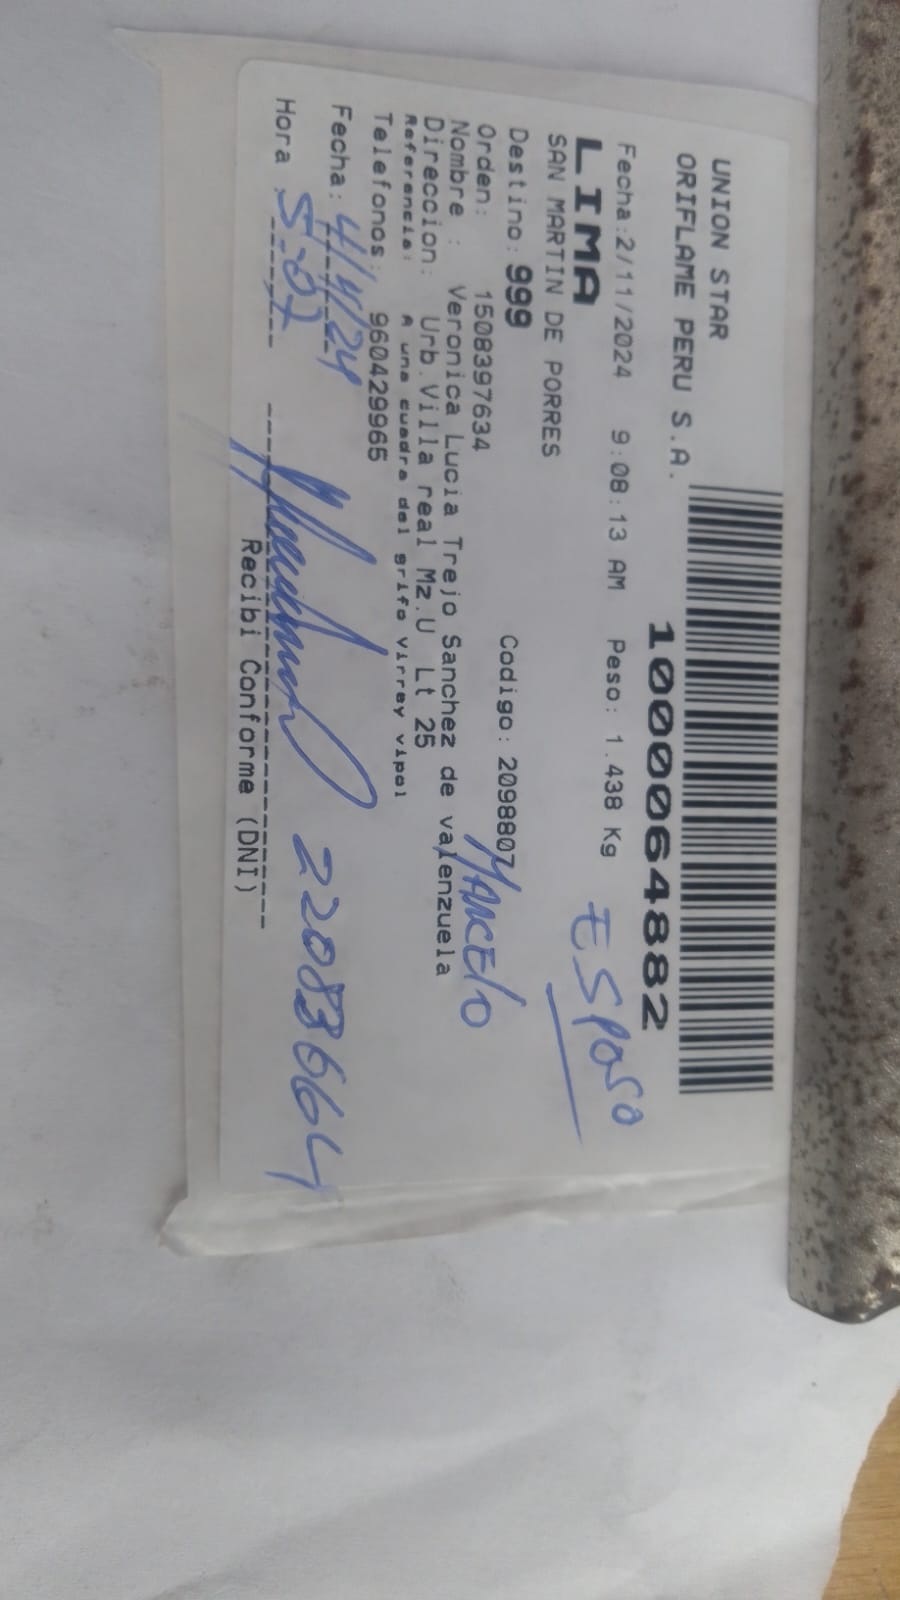 UNION STAR
ORIFLAME PERU S.A.
1000064882
Fecha:2/11/2024 9:08:13 AM Peso: 1.438 Kg
LIMA
ESPOSO
SAN MARTIN DE PORRES
Destino: 999 Codigo: 2098807
Orden: 1508397634
MARCElO
Nombre : Veronica Lucia Trejo Sanchez de valenzuela
Direccion: Urb.Villa real Mz.U Lt 25
Referencia: A una cuadra del grifo virrey vipol
Telefonos: 960429965
Fecha: 4/11/24
22083664
Hora : 5:07
Recibi Conforme (DNI)